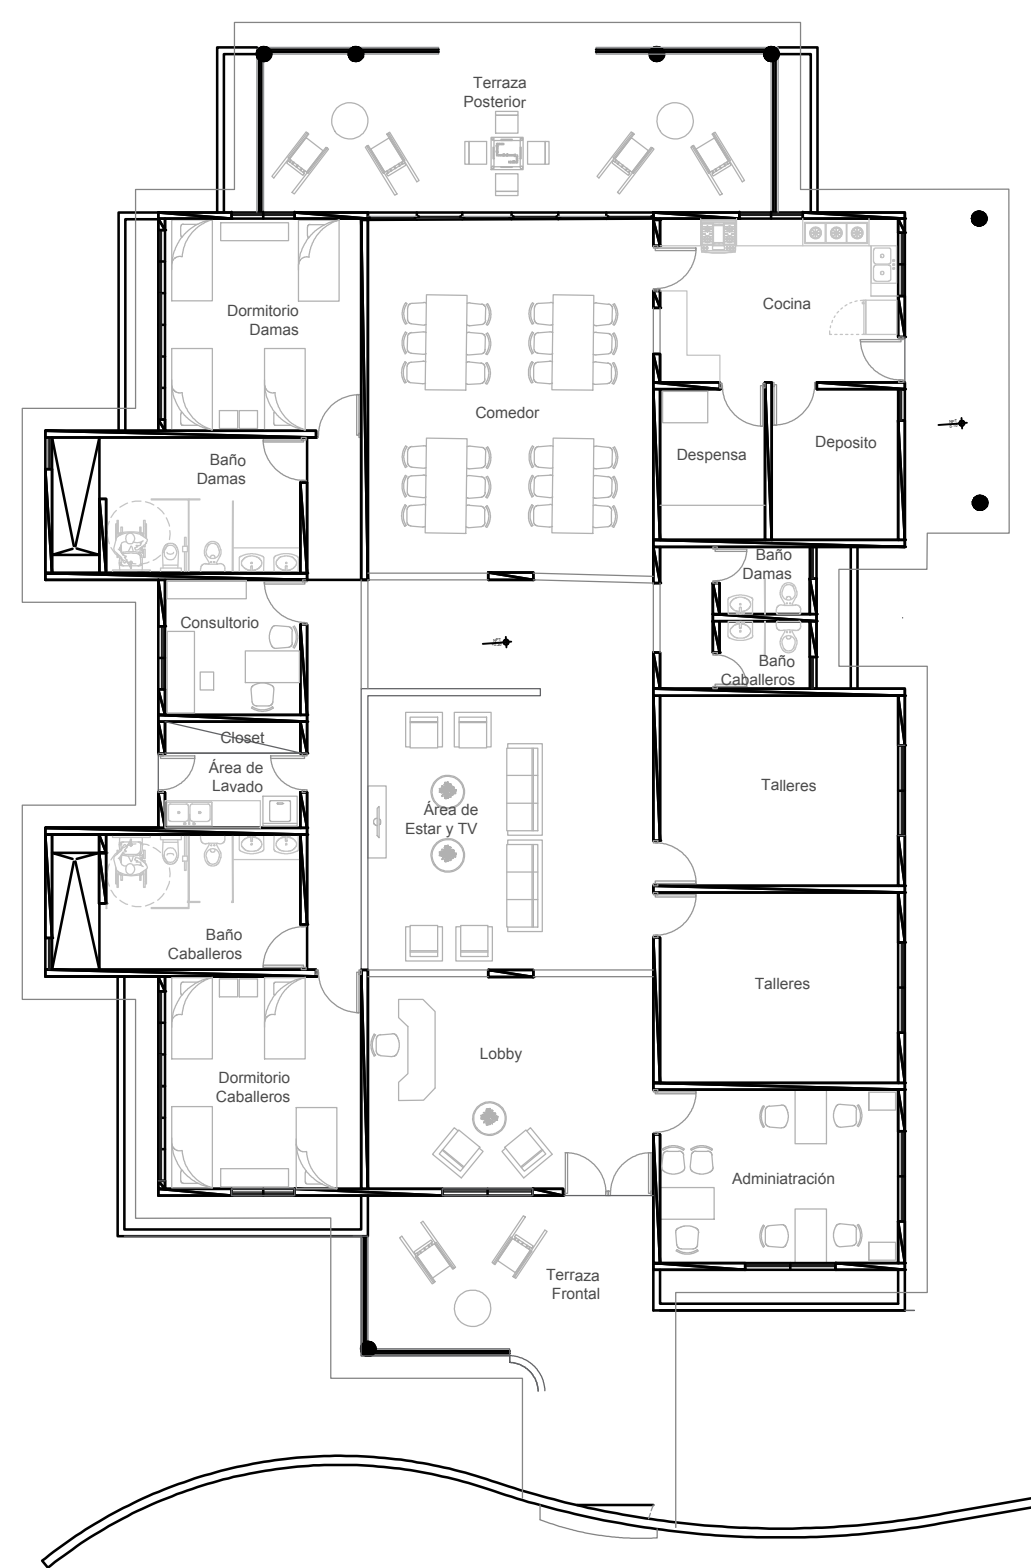 Terraza
Posterior
Dormitorio
Damas
Cocina
Comedor
Despensa
Deposito
Baño
Damas
Baño
Damas
Consultorio
Baño
Caballeros
Closet
Área de
Lavado
Área de
Estar y TV
Talleres
Baño
Caballeros
Talleres
Dormitorio
Caballeros
Lobby
Adminiatración
Terraza
Frontal